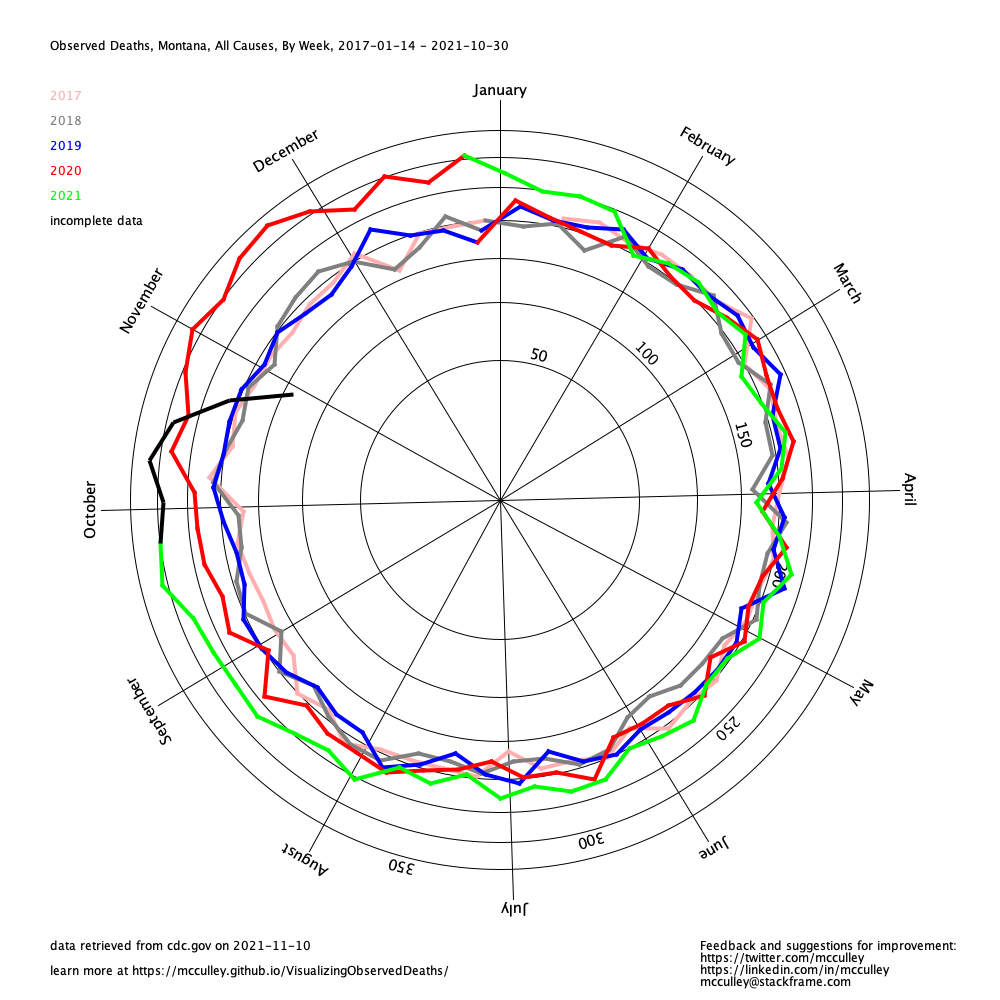 Observed Deaths, Montana, All Causes, By Week, 2017-01-14 - 2021-10-30
January
2017
2018
2019
2020
2021
incomplete data
December
February
November
March
50
100
150
October
April
200
September
May
250
August
June
300
350
July
data retrieved from cdc.gov on 2021-11-10
learn more at https://mcculley.github.io/VisualizingObservedDeaths/
Feedback and suggestions for improvement:
https://twitter.com/mcculley
https://linkedin.com/in/mcculley
mcculley@stackframe.com